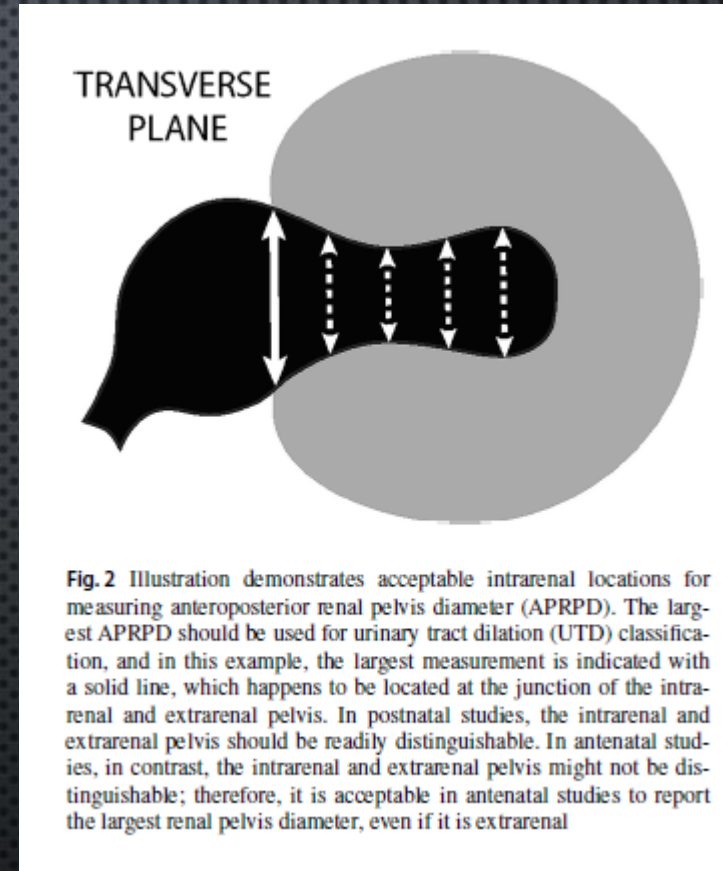 TRANSVERSE
PLANE
Fig. 2 Illustration demonstrates acceptable intrarenal locations for
measuring anteroposterior renal pelvis diameter (APRPD). The larg-
est APRPD should be used for urinary tract dilation (UTD) classifica-
tion, and in this example, the largest measurement is indicated with
a solid line, which happens to be located at the junction of the intra-
renal and extrarenal pelvis. In postnatal studies, the intrarenal and
extrarenal pelvis should be readily distinguishable. In antenatal stud-
ies, in contrast, the intrarenal and extrarenal pelvis might not be dis-
tinguishable; therefore, it is acceptable in antenatal studies to report
the largest renal pelvis diameter, even if it is extrarenal